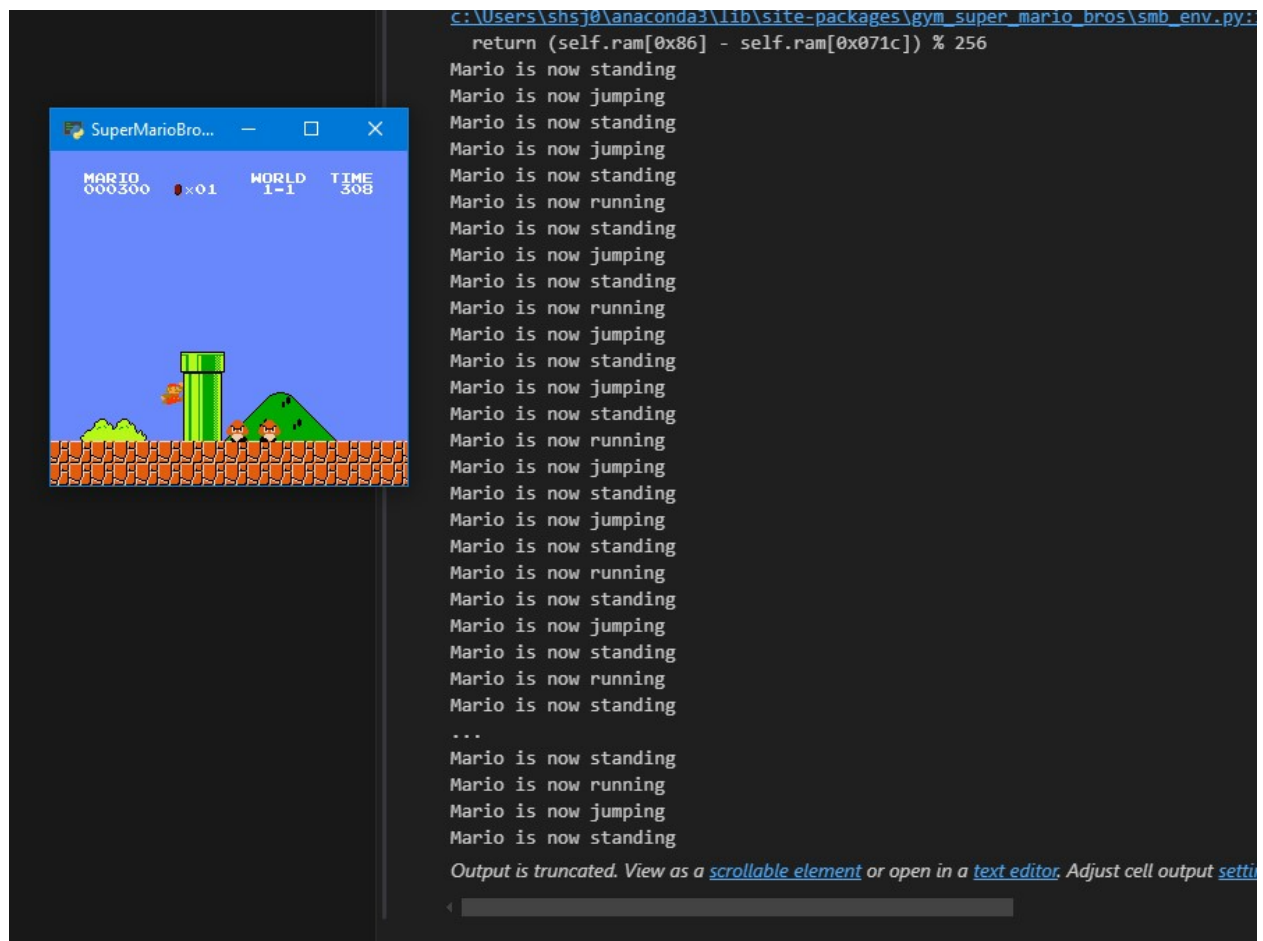 c:\Users\shsj0\anaconda3\lib\site-packages\gym_super_mario_bros\smb_env.py:
return (self.ram[0x86] - self.ram[0x071c]) % 256
Mario is now standing
Mario is now jumping
Mario is now standing
Mario is now jumping
Mario is now standing
Mario is now running
Mario is now standing
Mario is now jumping
Mario is now standing
Mario is now running
Mario is now jumping
Mario is now standing
Mario is now jumping
Mario is now standing
Mario is now running
Mario is now jumping
Mario is now standing
Mario is now jumping
Mario is now standing
Mario is now running
Mario is now standing
Mario is now jumping
Mario is now standing
Mario is now running
Mario is now standing
...
Mario is now standing
Mario is now running
Mario is now jumping
Mario is now standing
Output is truncated. View as a scrollable element or open in a text editor. Adjust cell output
SuperMarioBro...
MARIO WORLD TIME
000300 ×01 1-1 308